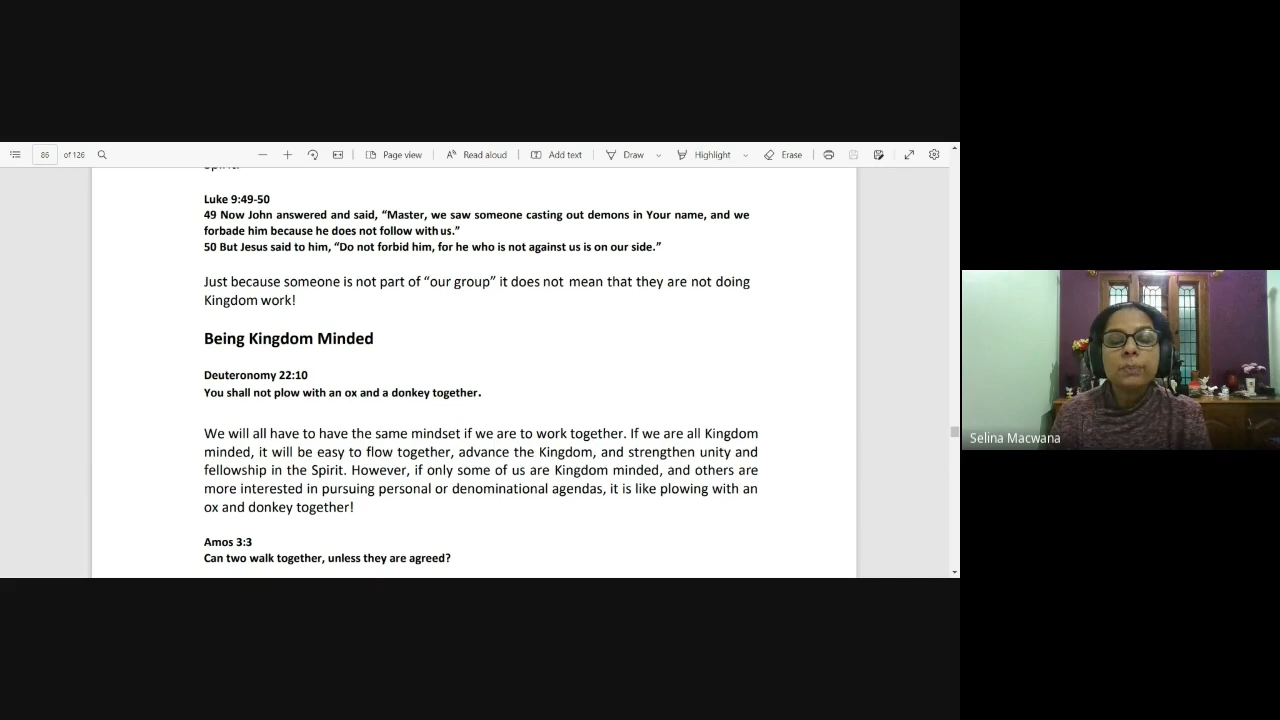 86 of 126 Page view Read aloud Add text Draw Highlight Erase
Luke 9:49-50
49 Now John answered and said, “Master, we saw someone casting out demons in Your name, and we
forbade him because he does not follow with us.”
50 But Jesus said to him, “Do not forbid him, for he who is not against us is on our side.”
Just because someone is not part of “our group” it does not mean that they are not doing
Kingdom work!
Being Kingdom Minded
Deuteronomy 22:10
You shall not plow with an ox and a donkey together.
We will all have to have the same mindset if we are to work together. If we are all Kingdom
minded, it will be easy to flow together, advance the Kingdom, and strengthen unity and
fellowship in the Spirit. However, if only some of us are Kingdom minded, and others are
more interested in pursuing personal or denominational agendas, it is like plowing with an
ox and donkey together!
Amos 3:3
Can two walk together, unless they are agreed?
Selina Macwana